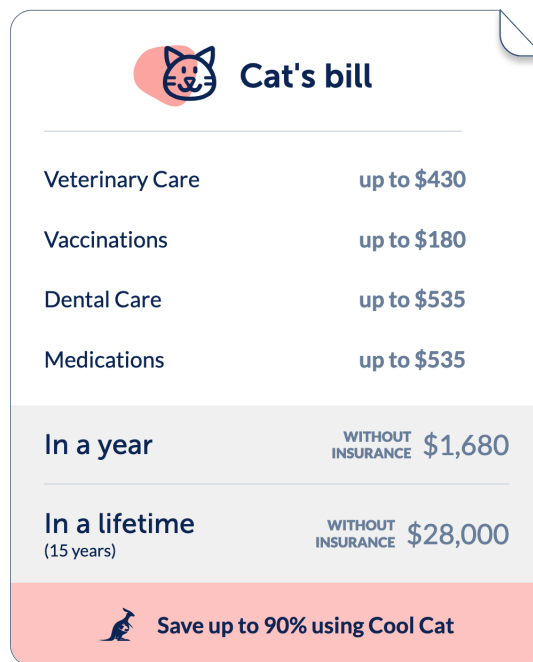 Cat's bill
Veterinary Care up to $430
Vaccinations up to $180
Dental Care up to $535
Medications up to $535
In a year WITHOUT INSURANCE $1,680
In a lifetime WITHOUT INSURANCE $28,000
(15 years)
Save up to 90% using Cool Cat